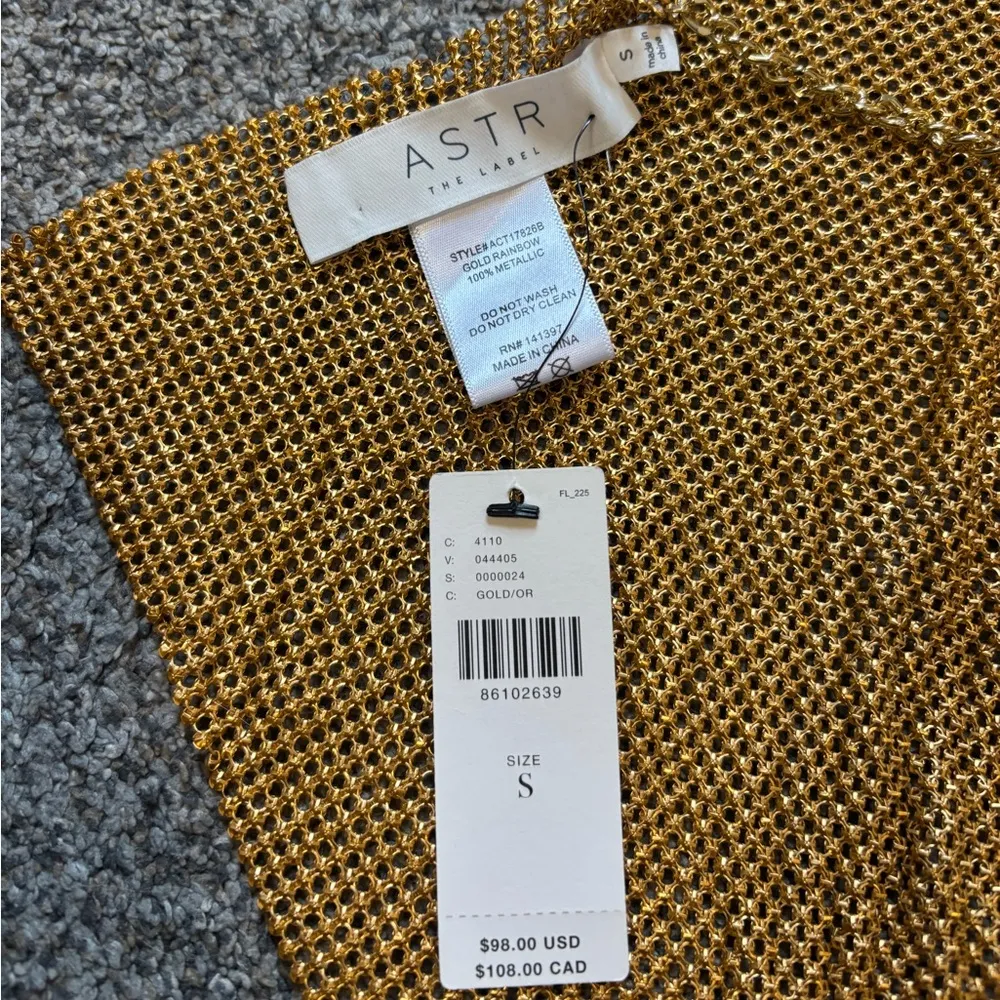 S
made in
china
ASTR
THE LABEL
STYLE#ACT17826B
GOLD RAINBOW
100% METALLIC
DO NOT WASH
DO NOT DRY CLEAN
RN# 141397
MADE IN CHINA
FL_225
C: 4110
V: 044405
S: 0000024
C: GOLD/OR
86102639
SIZE
S
$98.00 USD
$108.00 CAD